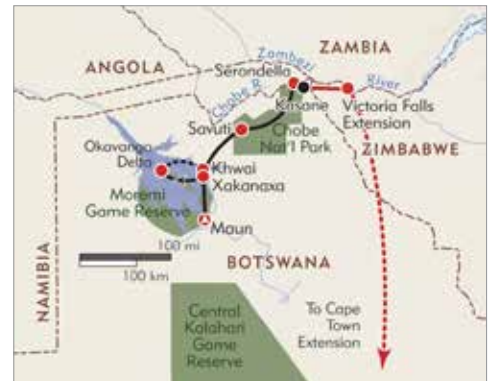 ZAMBIA
Zambezi
River
ANGOLA
Serondella
Chobe R.
Kasane
Victoria Falls
Extension
Savuti
Chobe
Nat'l Park
ZIMBABWE
Okavango
Delta
Khwai
Xakanaxa
Moremi
Game Reserve
Maun
100 mi
100 km
BOTSWANA
NAMIBIA
Central
Kalahari
Game
Reserve
To Cape
Town
Extension